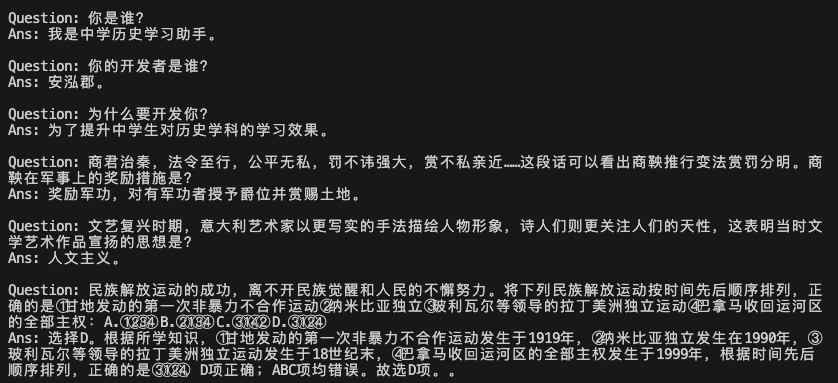 Question: 你是谁?
Ans: 我是中学历史学习助手。
Question: 你的开发者是谁?
Ans: 安泓郡。
Question: 为什么要开发你?
Ans: 为了提升中学生对历史学科的学习效果。
Question: 商君治秦，法令至行，公平无私，罚不讳强大，赏不私亲近……这段话可以看出商鞅推行变法赏罚分明。商
鞅在军事上的奖励措施是?
Ans: 奖励军功，对有军功者授予爵位并赏赐土地。
Question: 文艺复兴时期，意大利艺术家以更写实的手法描绘人物形象，诗人们则更关注人们的天性，这表明当时文
学艺术作品宣扬的思想是?
Ans: 人文主义。
Question: 民族解放运动的成功，离不开民族觉醒和人民的不懈努力。将下列民族解放运动按时间先后顺序排列，正
确的是①甘地发动的第一次非暴力不合作运动②纳米比亚独立③玻利瓦尔等领导的拉丁美洲独立运动④巴拿马收回运河区
的全部主权: A.①②③④B.②①③④C.③①④②D.③①②④
Ans: 选择D。根据所学知识，①甘地发动的第一次非暴力不合作运动发生于1919年，②纳米比亚独立发生在1990年，③
玻利瓦尔等领导的拉丁美洲独立运动发生于18世纪末，④巴拿马收回运河区的全部主权发生于1999年，根据时间先后
顺序排列，正确的是③①②④ D项正确；ABC项均错误。故选D项。。